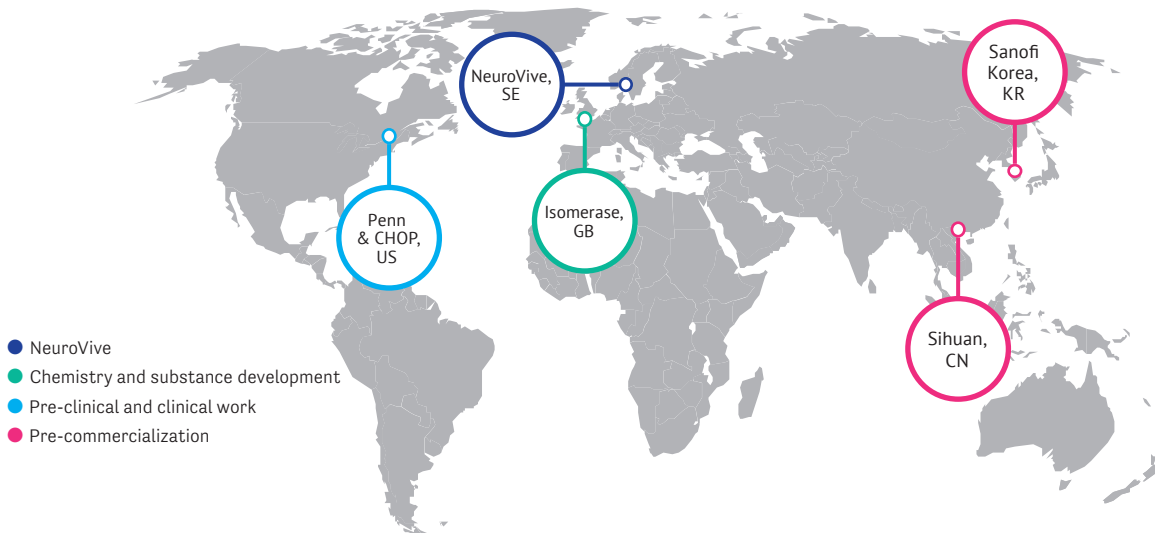 Sanofi
Korea,
KR
NeuroVive,
SE
Penn
& CHOP,
US
Isomerase,
GB
Sihuan,
CN
NeuroVive
Chemistry and substance development
Pre-clinical and clinical work
Pre-commercialization